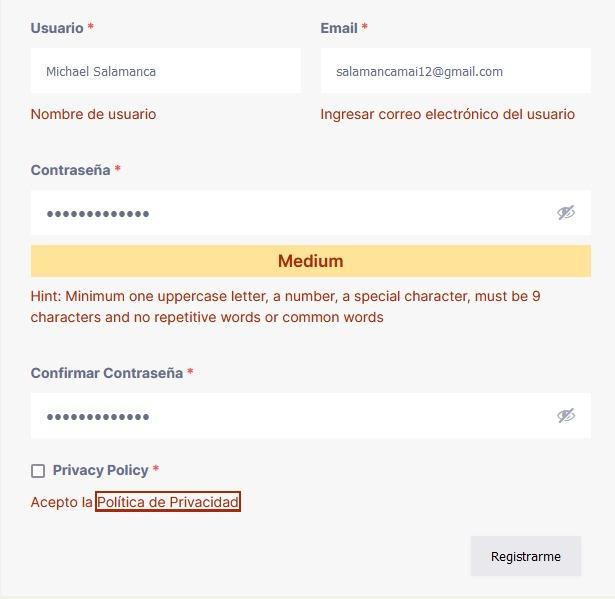 Usuario *
Email *
Michael Salamanca
salamancamai12@gmail.com
Nombre de usuario
Ingresar correo electrónico del usuario
Contraseña *
•••••••••••••
Medium
Hint: Minimum one uppercase letter, a number, a special character, must be 9
characters and no repetitive words or common words
Confirmar Contraseña *
•••••••••••••
Privacy Policy *
Acepto la Política de Privacidad
Registrarme